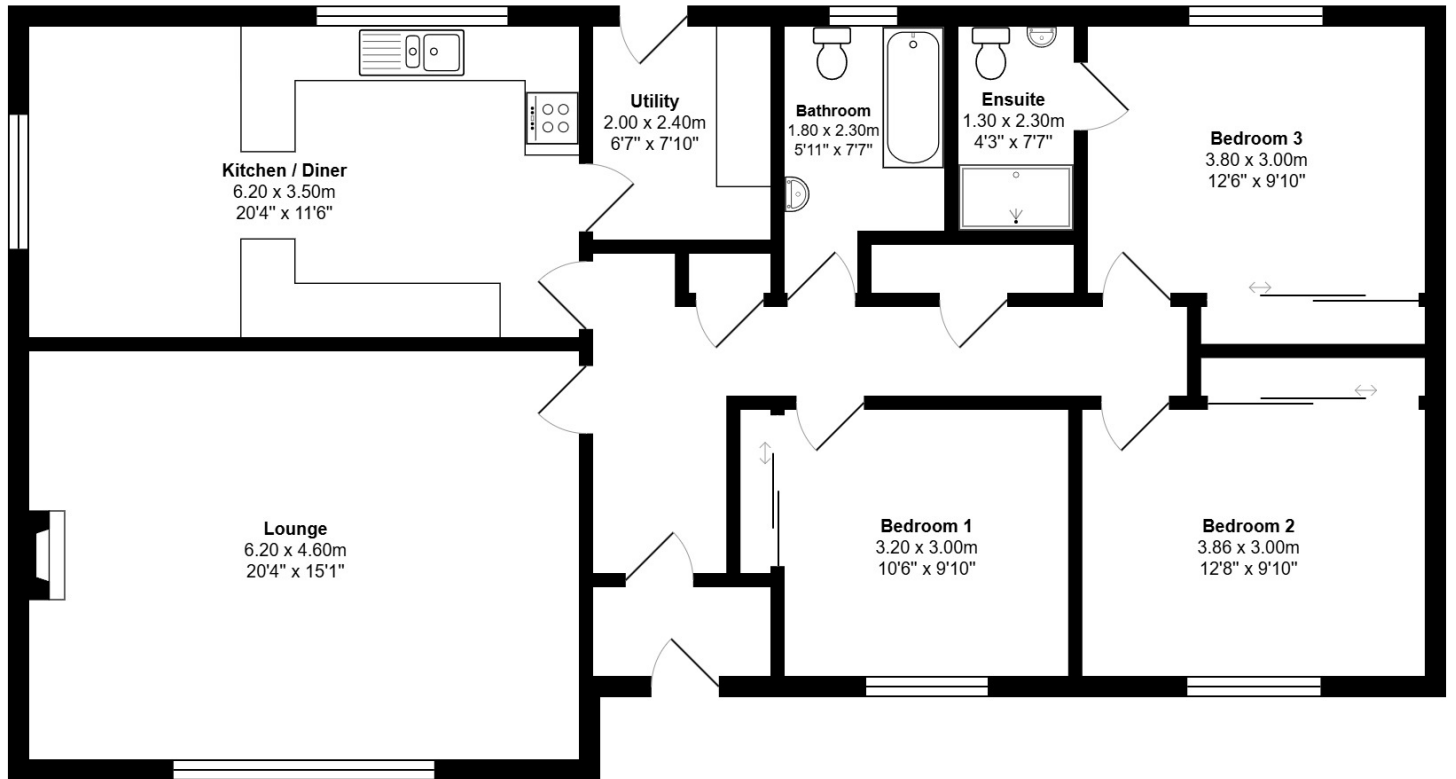 Kitchen / Diner
6.20 x 3.50m
20'4" x 11'6"
Utility
2.00 x 2.40m
6'7" x 7'10"
Bathroom
1.80 x 2.30m
5'11" x 7'7"
Ensuite
1.30 x 2.30m
4'3" x 7'7"
Bedroom 3
3.80 x 3.00m
12'6" x 9'10"
Lounge
6.20 x 4.60m
20'4" x 15'1"
Bedroom 1
3.20 x 3.00m
10'6" x 9'10"
Bedroom 2
3.86 x 3.00m
12'8" x 9'10"